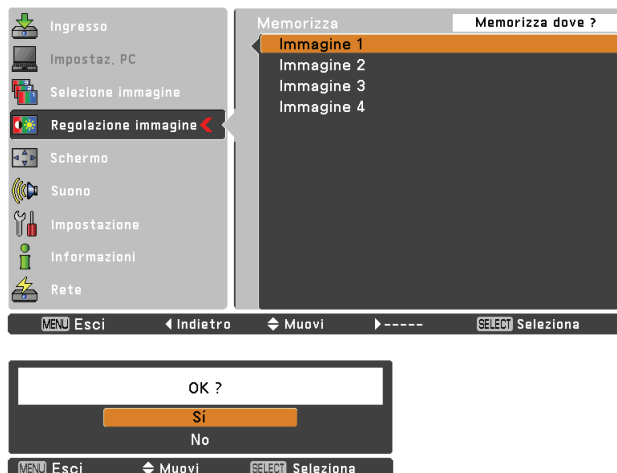 Ingresso
Impostaz. PC
Selezione immagine
Regolazione immagine
Schermo
Suono
Impostazione
Informazioni
Rete
Memorizza
Memorizza dove ?
Immagine 1
Immagine 2
Immagine 3
Immagine 4
MENU Esci Indietro Muovi ----- SELECT Seleziona
OK ?
Sí
No
MENU Esci Muovi SELECT Seleziona